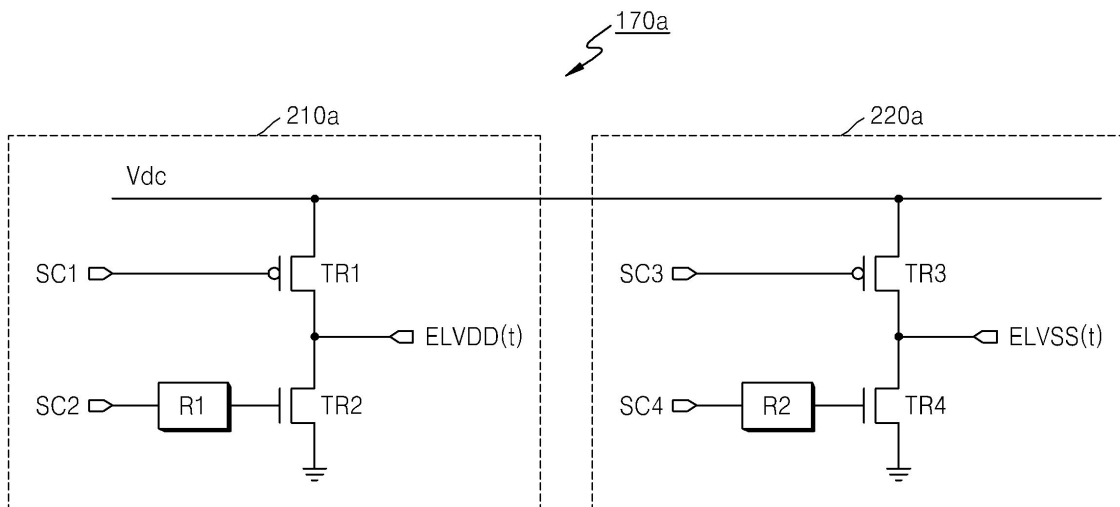 170a
210a
220a
Vdc
SC1
TR1
SC3
TR3
ELVDD(t)
ELVSS(t)
SC2
R1
TR2
SC4
R2
TR4